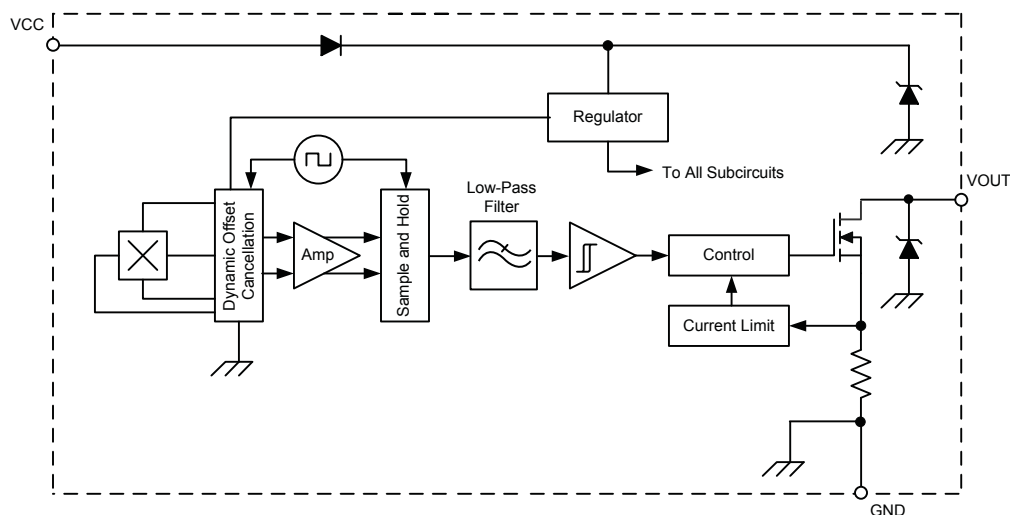 VCC
Regulator
To All Subcircuits
Low-Pass
Filter
VOUT
Dynamic Offset
Cancellation
Amp
Sample and Hold
Control
Current Limit
GND